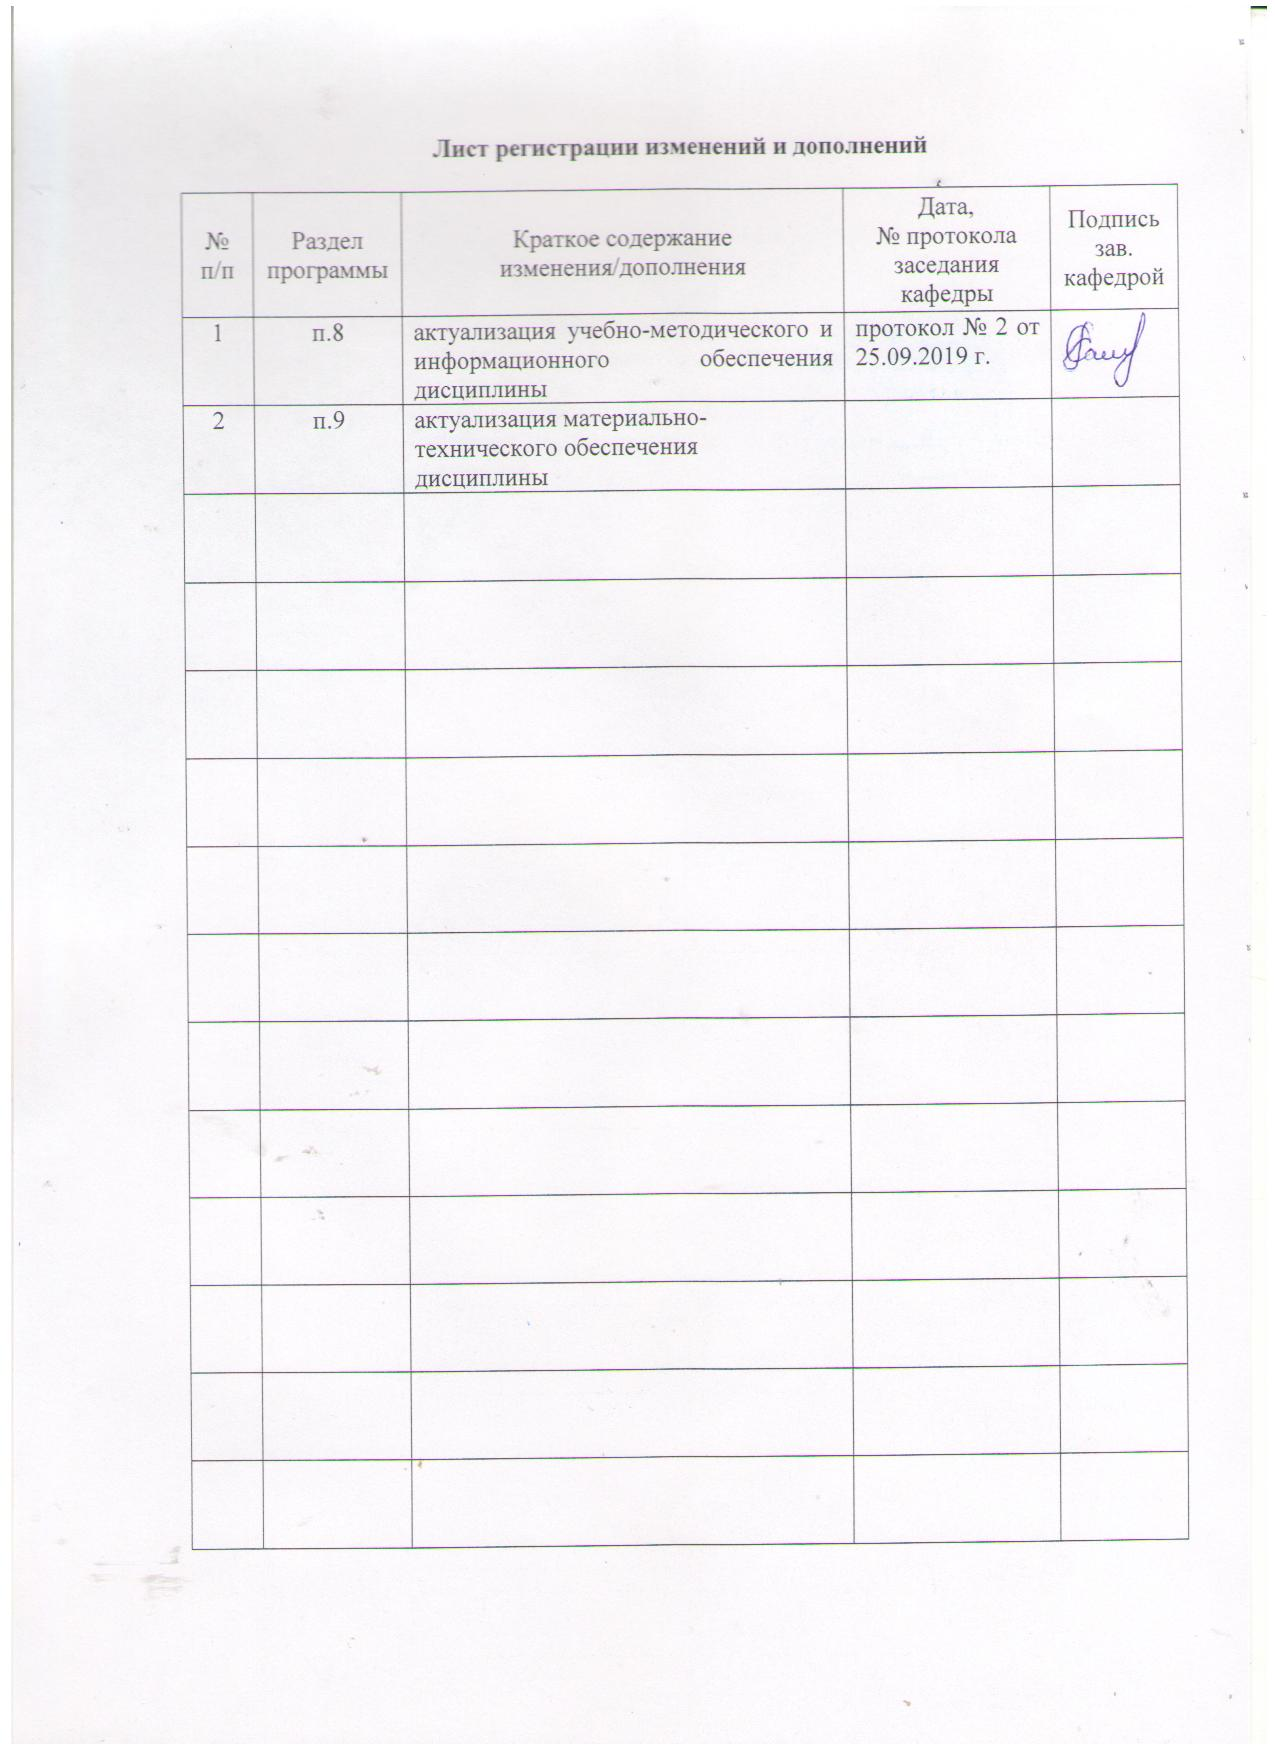 Лист регистрации изменений и дополнений
№
п/п
Раздел
программы
Краткое содержание
изменения/дополнения
Дата,
№ протокола
заседания
кафедры
Подпись
зав.
кафедрой
1
п.8
актуализация учебно-методического и
информационного обеспечения
дисциплины
протокол № 2 от
25.09.2019 г.
2
п.9
актуализация материально-
технического обеспечения
дисциплины